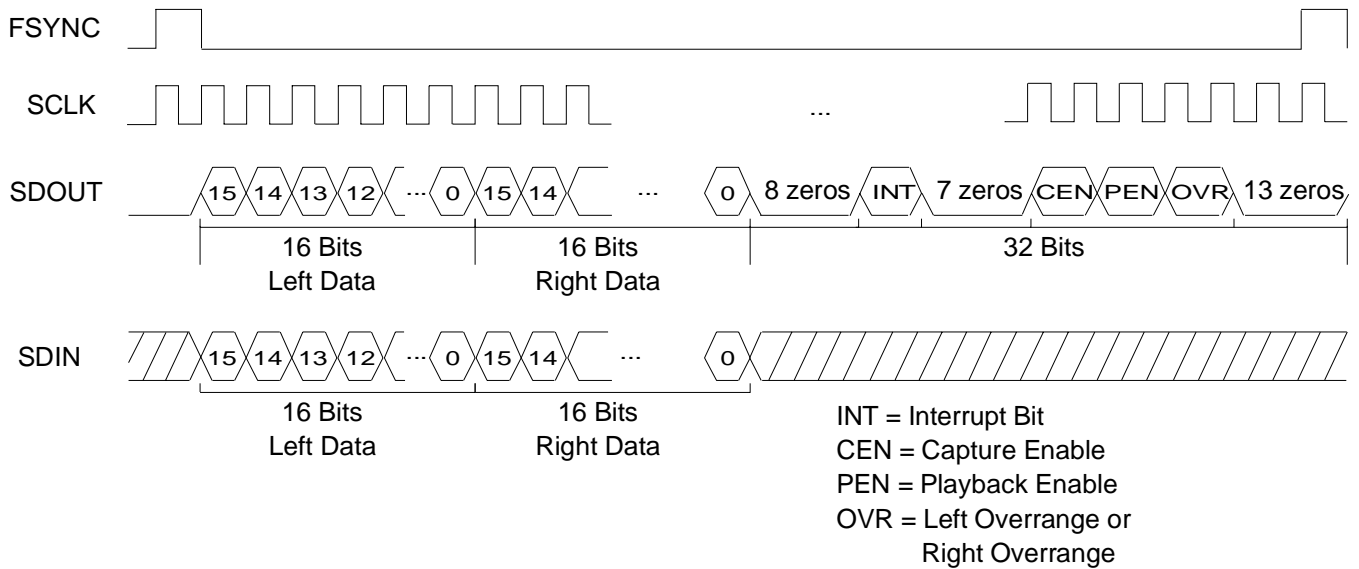 FSYNC
SCLK
...
SDOUT
15 14 13 12 ... 0 15 14 ... 0 8 zeros INT 7 zeros CEN PEN OVR 13 zeros
16 Bits
Left Data
16 Bits
Right Data
32 Bits
SDIN
15 14 13 12 ... 0 15 14 ... 0
16 Bits
Left Data
16 Bits
Right Data
INT = Interrupt Bit
CEN = Capture Enable
PEN = Playback Enable
OVR = Left Overrange or
Right Overrange